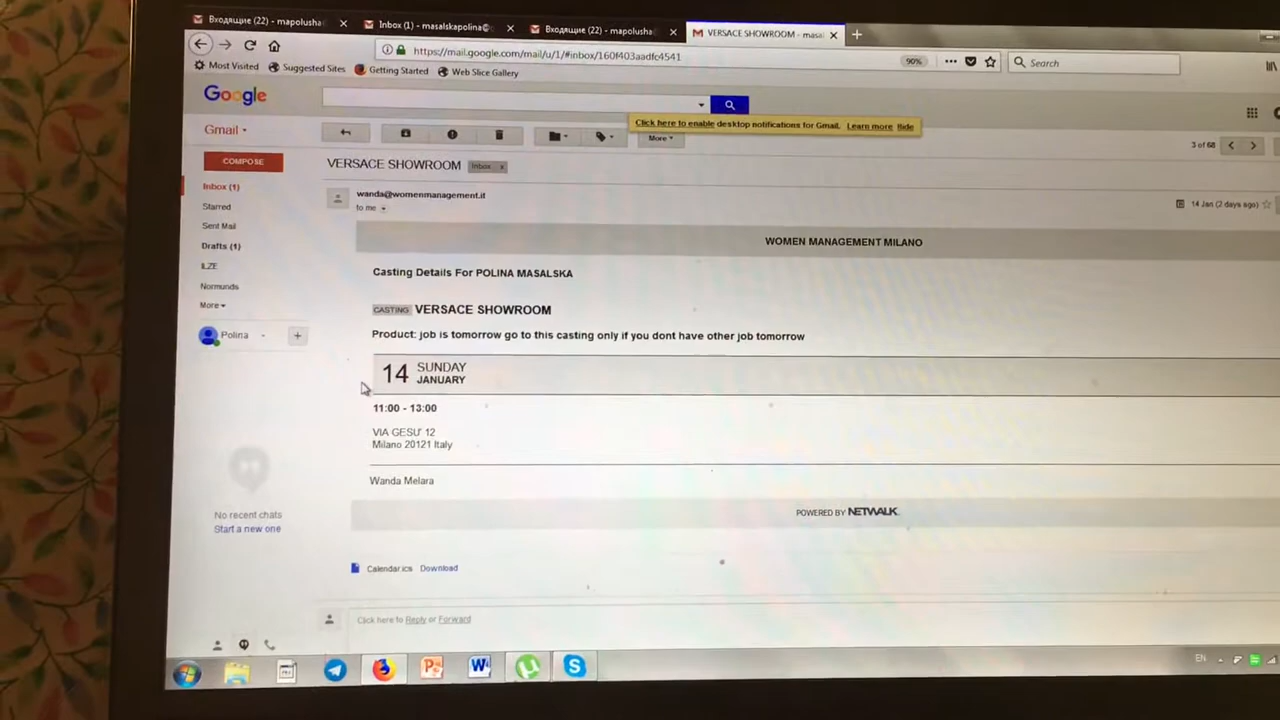 Входящие (22) - mapolusha
Inbox (1) - masalskapolina@
Входящие (22) - mapolusha
VERSACE SHOWROOM - masal
https://mail.google.com/mail/u/1/#inbox/160f403aadfc4541
90%
Search
Most Visited
Suggested Sites
Getting Started
Web Slice Gallery
Google
Click here to enable desktop notifications for Gmail. Learn more Hide
Gmail
More
3 of 68
COMPOSE
VERSACE SHOWROOM
Inbox x
Inbox (1)
wanda@womenmanagement.it
to me
14 Jan (2 days ago)
Starred
Sent Mail
Drafts (1)
ILZE
Normunds
More
Polina
WOMEN MANAGEMENT MILANO
Casting Details For POLINA MASALSKA
CASTING VERSACE SHOWROOM
Product: job is tomorrow go to this casting only if you dont have other job tomorrow
14 SUNDAY
JANUARY
11:00 - 13:00
VIA GESU' 12
Milano 20121 Italy
Wanda Melara
POWERED BY NETWALK.
No recent chats
Start a new one
Calendar.ics Download
Click here to Reply or Forward
EN